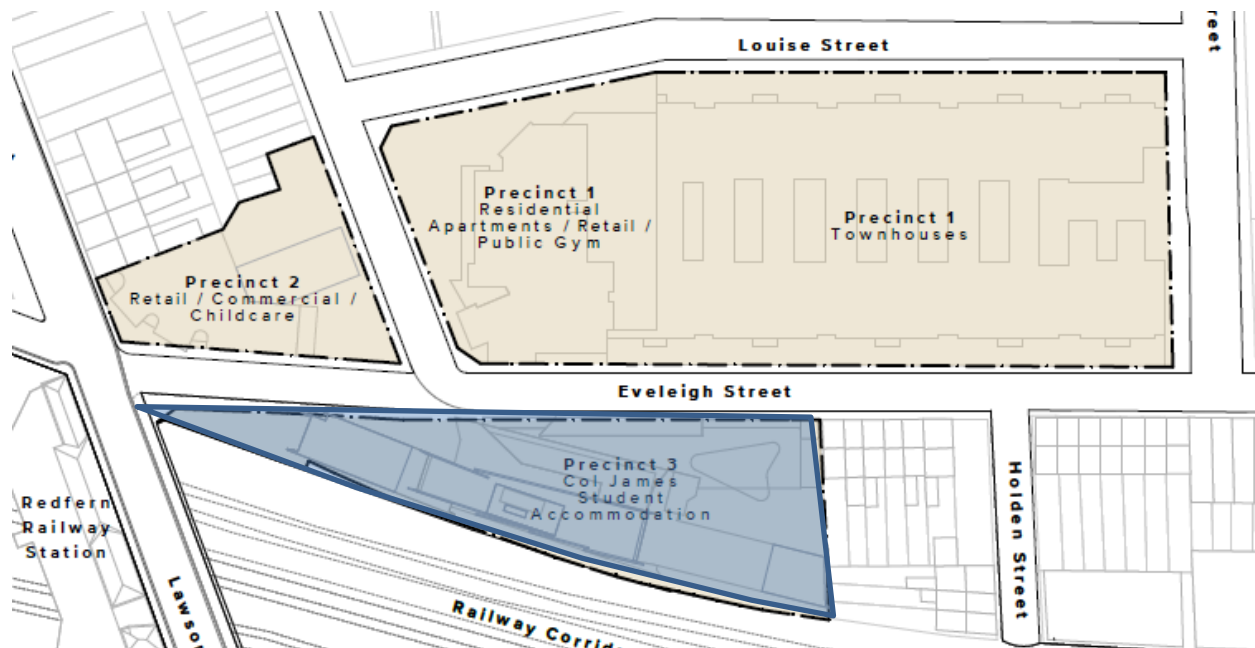 Louise Street
reet
Precinct 1
Residential
Apartments / Retail /
Public Gym
Precinct 1
Townhouses
Precinct 2
Retail / Commercial /
Childcare
Eveleigh Street
Precinct 3
Col James
Student
Accommodation
Redfern
Railway
Station
Holden Street
Lawson
Railway Corrid